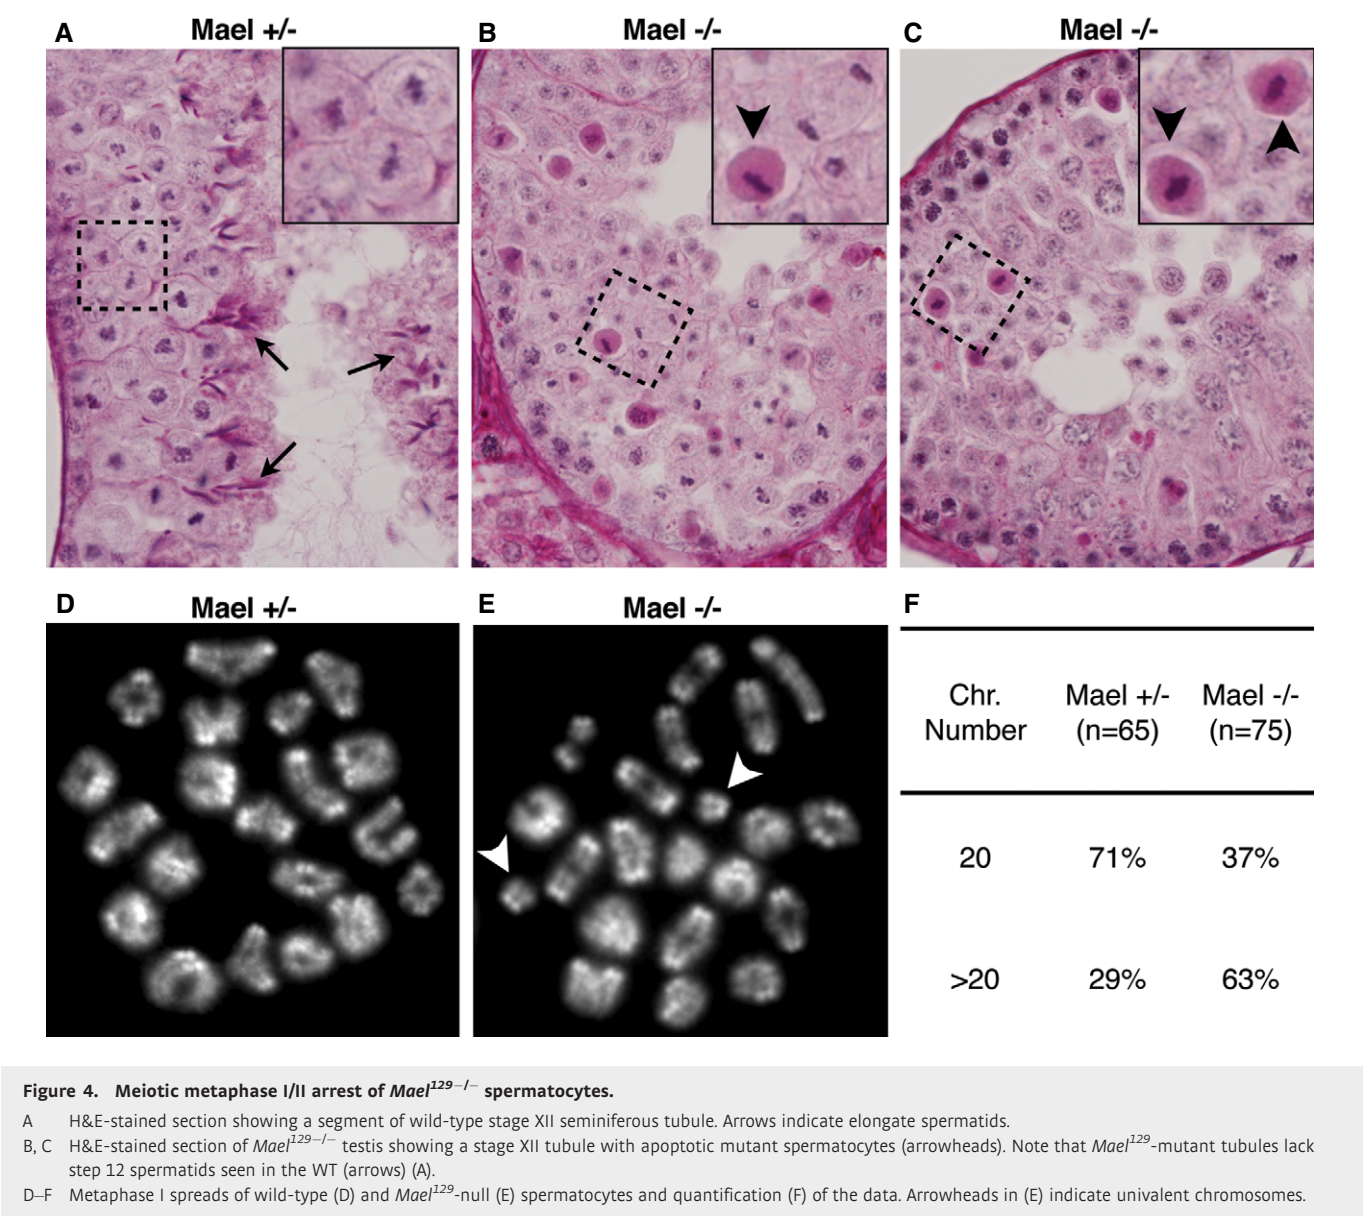 A
Mael +/-
B
Mael -/-
C
Mael -/-
D
Mael +/-
E
Mael -/-
F
Chr. Number
Mael +/- (n=65)
Mael -/- (n=75)
20 71% 37%
>20 29% 63%
Figure 4. Meiotic metaphase I/II arrest of Mael129−/− spermatocytes.
A H&E-stained section showing a segment of wild-type stage XII seminiferous tubule. Arrows indicate elongate spermatids.
B, C H&E-stained section of Mael129−/− testis showing a stage XII tubule with apoptotic mutant spermatocytes (arrowheads). Note that Mael129-mutant tubules lack
step 12 spermatids seen in the WT (arrows) (A).
D–F Metaphase I spreads of wild-type (D) and Mael129-null (E) spermatocytes and quantification (F) of the data. Arrowheads in (E) indicate univalent chromosomes.